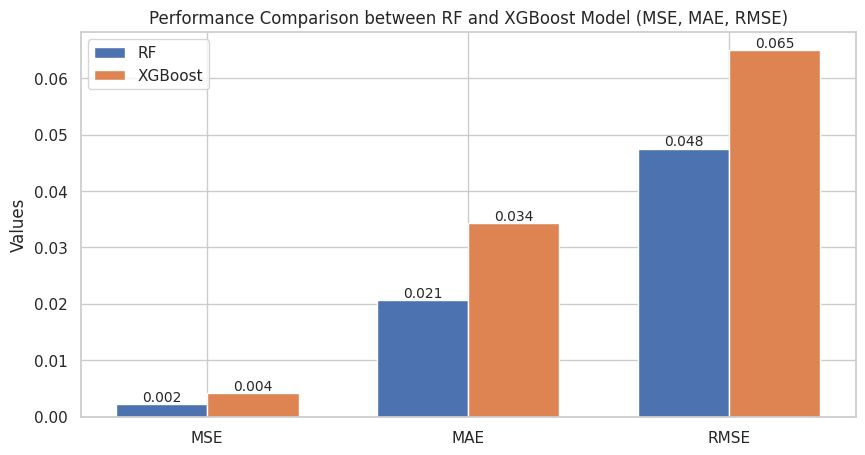 Performance Comparison between RF and XGBoost Model (MSE, MAE, RMSE)
RF
XGBoost
Values
0.06
0.05
0.04
0.03
0.02
0.01
0.00
0.002
0.004
0.021
0.034
0.048
0.065
MSE
MAE
RMSE